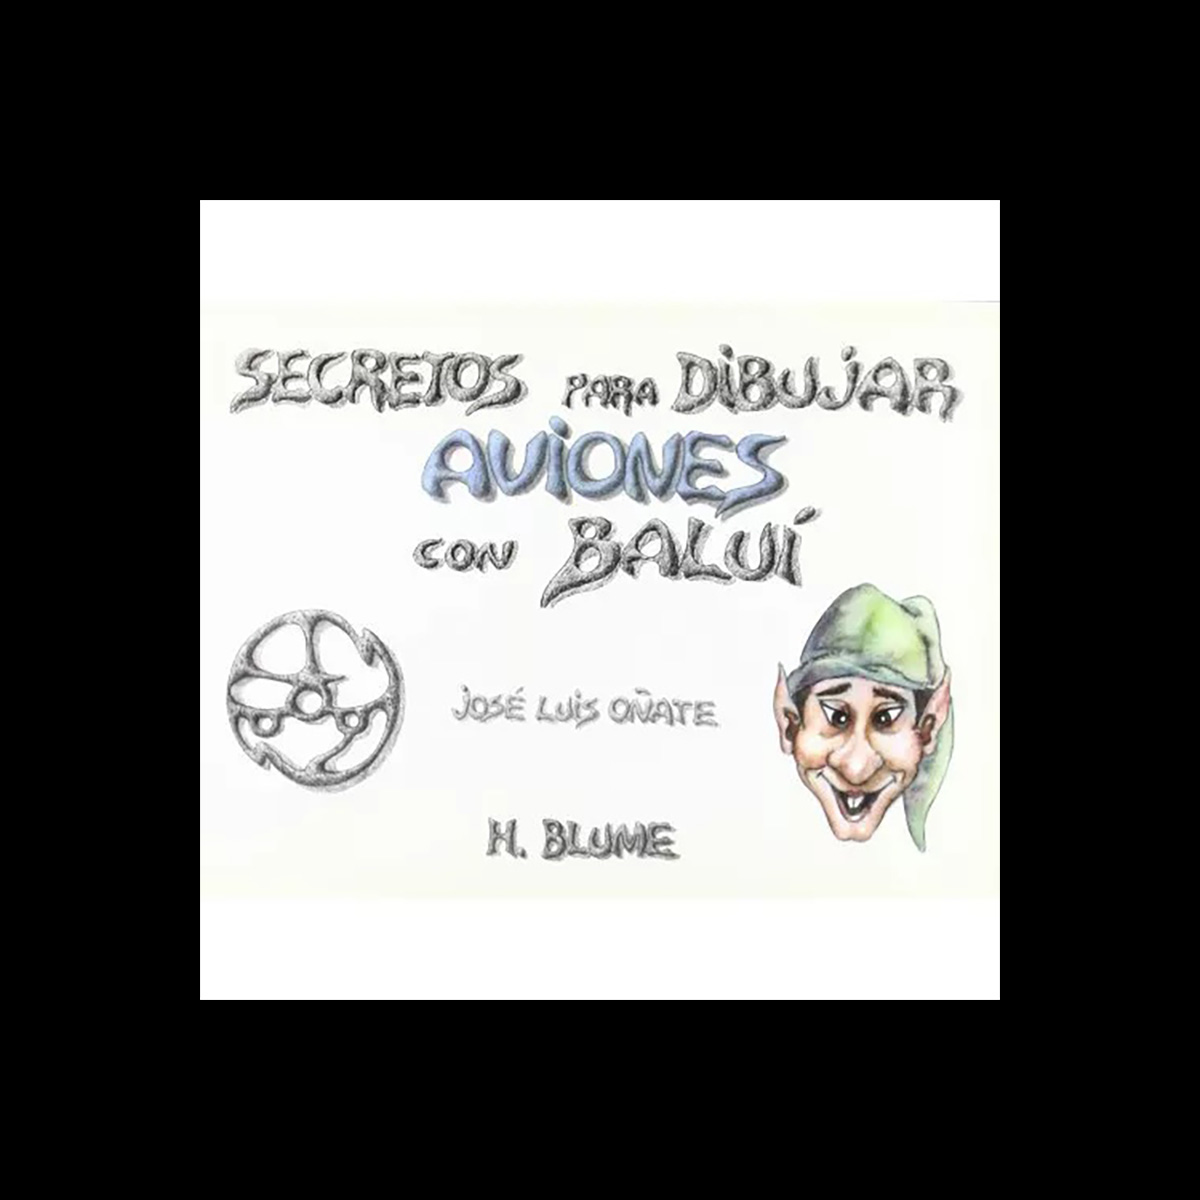 SECRETOS PARA DiBUJAR
AViONES
CON BALUÍ
JOSÉ LUiS OÑATE
H. BLUME